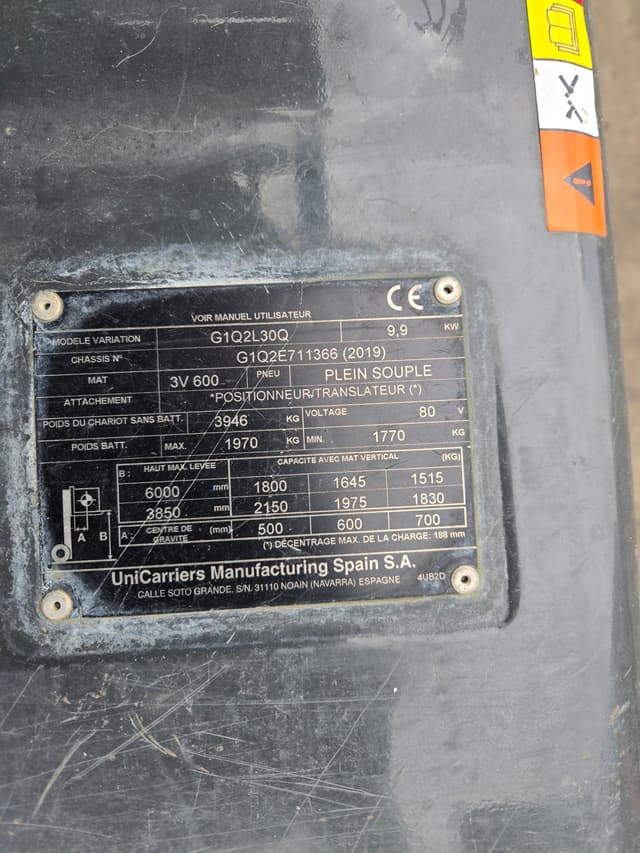 VOIR MANUEL UTILISATEUR CE
MODELE VARIATION G1Q2L30Q 9,9 KW
CHASSIS N° G1Q2E711366 (2019)
MAT 3V 600 PNEU PLEIN SOUPLE
ATTACHEMENT *POSITIONNEUR/TRANSLATEUR (*)
POIDS DU CHARIOT SANS BATT. 3946 KG VOLTAGE 80 V
POIDS BATT. MAX. 1970 KG MIN. 1770 KG
B: HAUT MAX. LEVEE CAPACITE AVEC MAT VERTICAL (KG)
6000 mm 1800 1645 1515
3850 mm 2150 1975 1830
A: CENTRE DE GRAVITE (mm) 500 600 700
A B
(*) DÉCENTRAGE MAX. DE LA CHARGE: 188 mm
UniCarriers Manufacturing Spain S.A.
CALLE SOTO GRANDE. S/N. 31110 NOAIN (NAVARRA) ESPAGNE 4UB2D